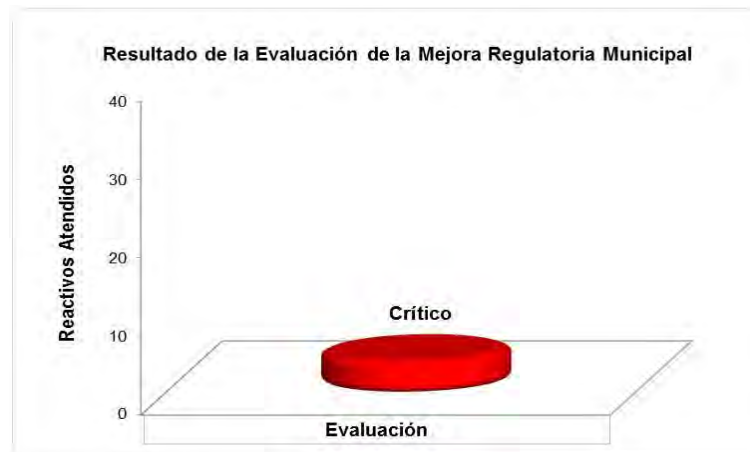 Resultado de la Evaluación de la Mejora Regulatoria Municipal
40
30
20
10
0
Reactivos Atendidos
Crítico
Evaluación